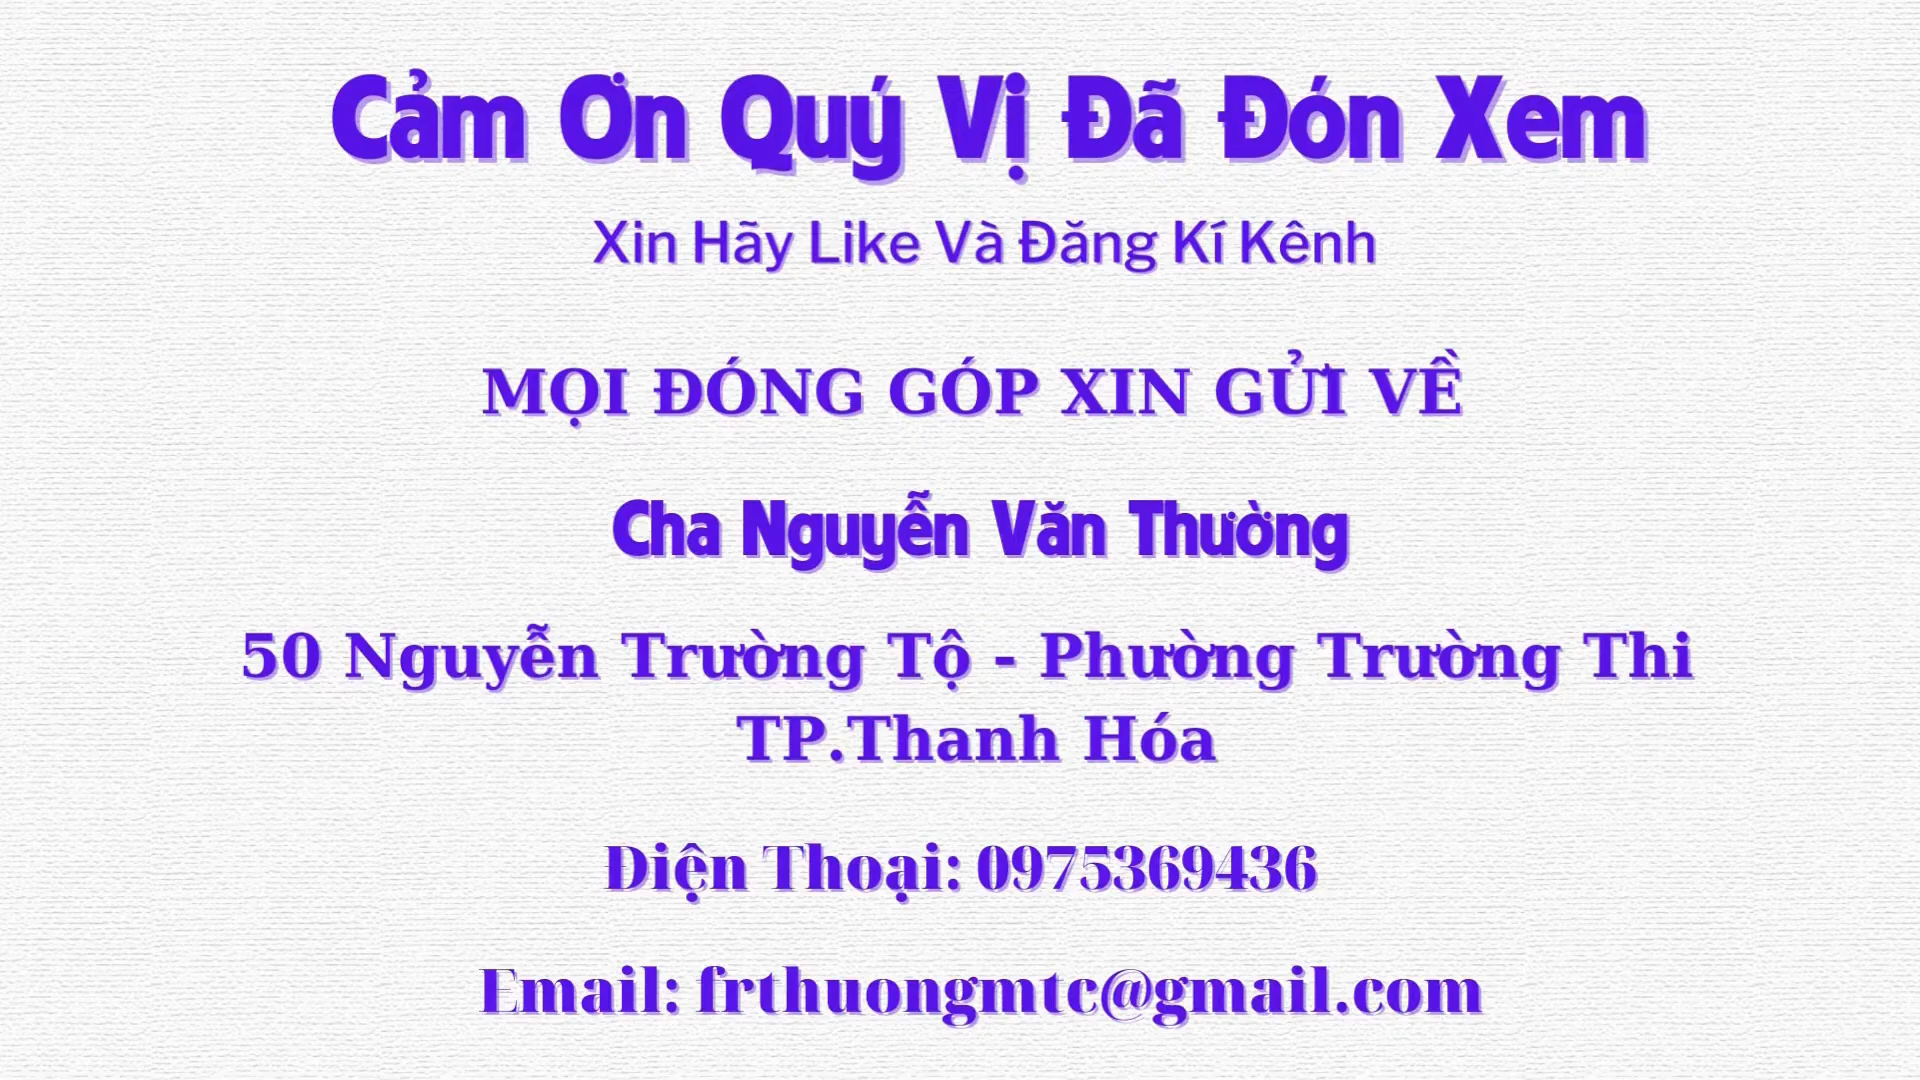 Cảm Ơn Quý Vị Đã Đón Xem
Xin Hãy Like Và Đăng Kí Kênh
MỌI ĐÓNG GÓP XIN GỬI VỀ
Cha Nguyễn Văn Thường
50 Nguyễn Trường Tộ - Phường Trường Thi
TP.Thanh Hóa
Điện Thoại: 0975369436
Email: frthuongmtc@gmail.com